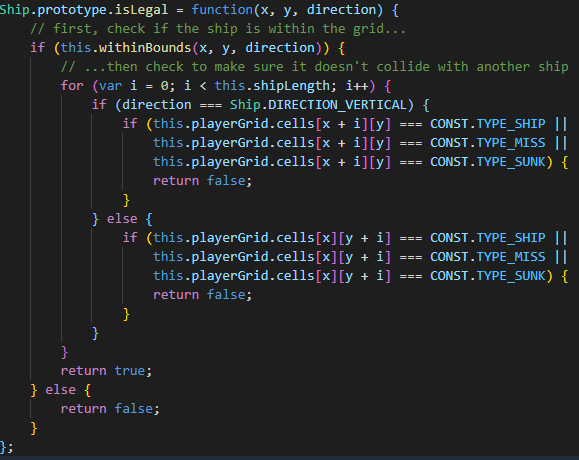 Ship.prototype.isLegal = function(x, y, direction) {
    // first, check if the ship is within the grid...
    if (this.withinBounds(x, y, direction)) {
        // ...then check to make sure it doesn't collide with another ship
        for (var i = 0; i < this.shipLength; i++) {
            if (direction === Ship.DIRECTION_VERTICAL) {
                if (this.playerGrid.cells[x + i][y] === CONST.TYPE_SHIP ||
                    this.playerGrid.cells[x + i][y] === CONST.TYPE_MISS ||
                    this.playerGrid.cells[x + i][y] === CONST.TYPE_SUNK) {
                    return false;
                }
            } else {
                if (this.playerGrid.cells[x][y + i] === CONST.TYPE_SHIP ||
                    this.playerGrid.cells[x][y + i] === CONST.TYPE_MISS ||
                    this.playerGrid.cells[x][y + i] === CONST.TYPE_SUNK) {
                    return false;
                }
            }
        }
        return true;
    } else {
        return false;
    }
};